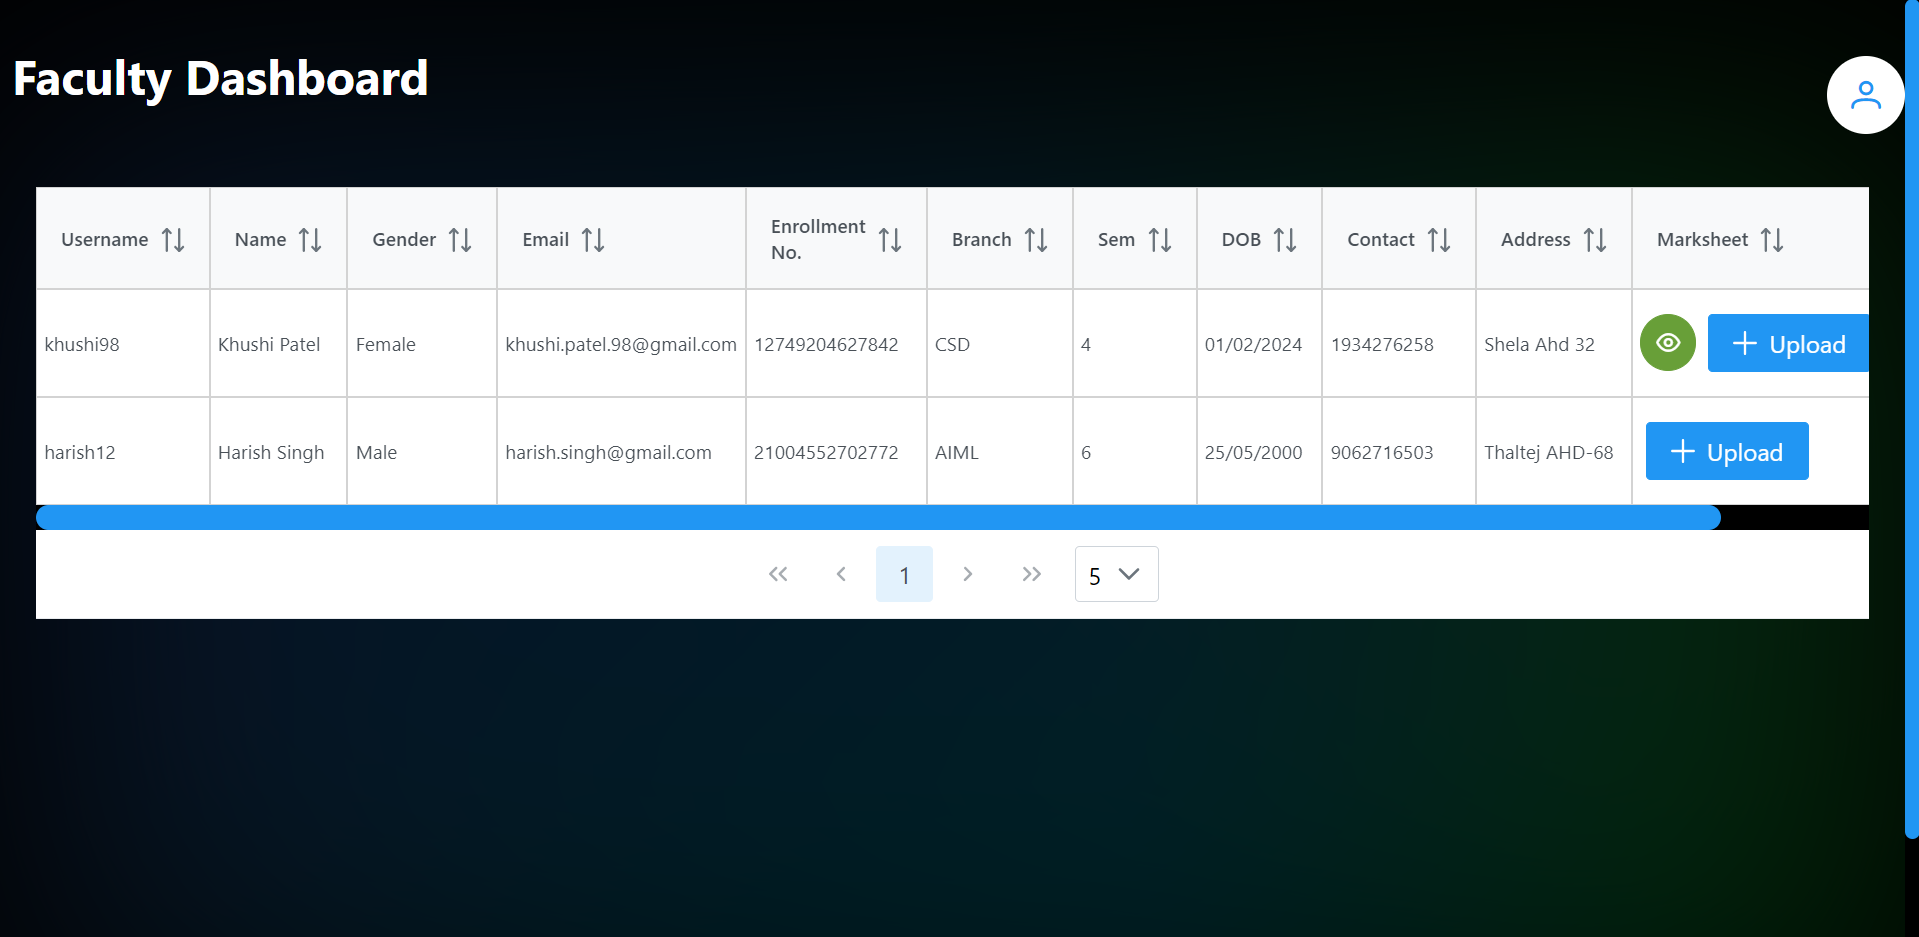 Faculty Dashboard
Username Name Gender Email Enrollment No. Branch Sem DOB Contact Address Marksheet
khushi98 Khushi Patel Female khushi.patel.98@gmail.com 12749204627842 CSD 4 01/02/2024 1934276258 Shela Ahd 32 Upload
harish12 Harish Singh Male harish.singh@gmail.com 21004552702772 AIML 6 25/05/2000 9062716503 Thaltej AHD-68 Upload
1 5